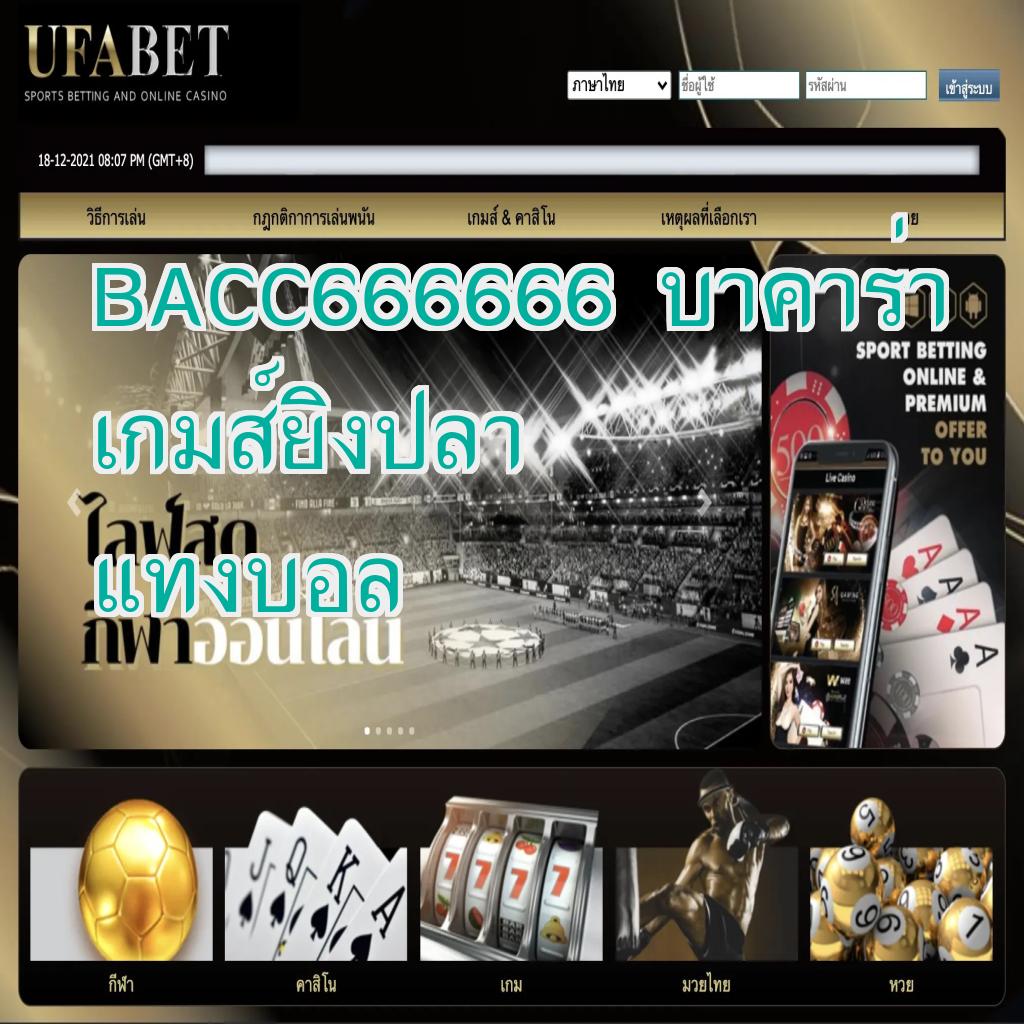 UFABET
SPORTS BETTING AND ONLINE CASINO
ภาษาไทย ชื่อผู้ใช้ รหัสผ่าน เข้าสู่ระบบ
18-12-2021 08:07 PM (GMT+8)
วิธีการเล่น กฎกติกาการเล่นพนัน เกมส์ & คาสิโน เหตุผลที่เลือกเรา
BACC666666 บาคาร่า
เกมส์ยิงปลา
แทงบอล
ไลฟ์สด
กีฬาออนไลน์
SPORT BETTING
ONLINE &
PREMIUM
OFFER
TO YOU
500
Live Casino
A
A
A
J Q K A
7 7 7 7
กีฬา คาสิโน เกม มวยไทย หวย